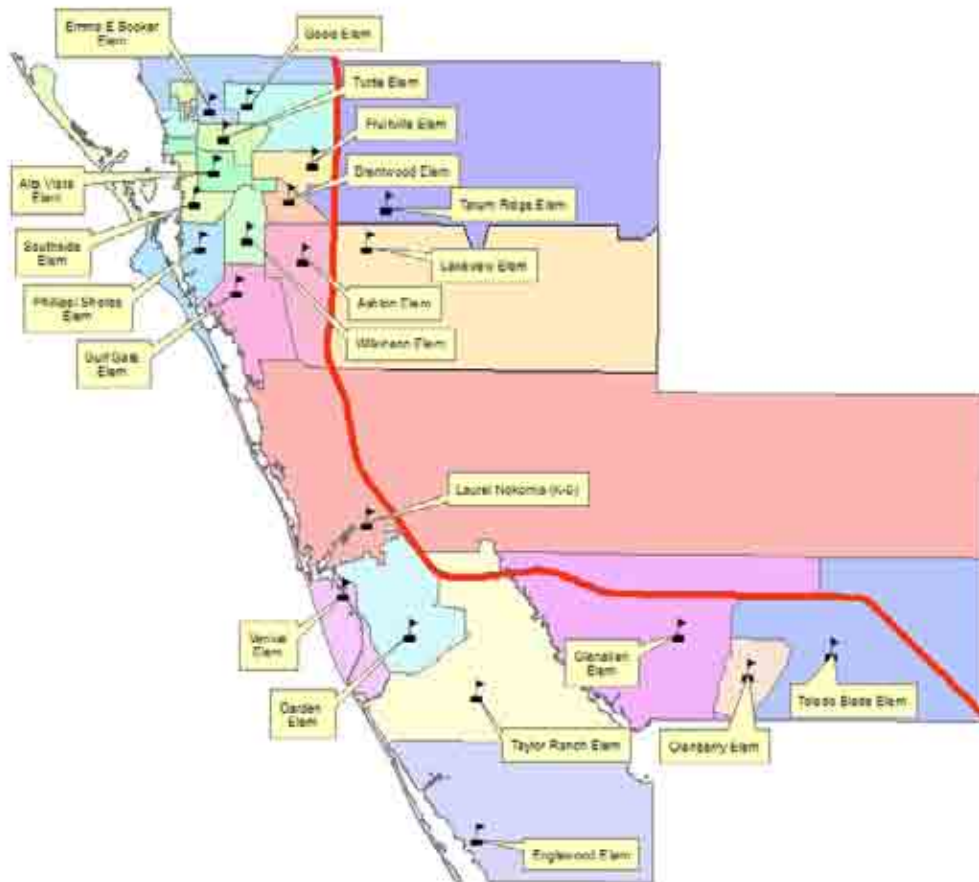 Emma E Booker
Elem
Gocio Elem
Tuttle Elem
Fruitville Elem
Brentwood Elem
Alta Vista
Elem
Tatum Ridge Elem
Southside
Elem
Lakeview Elem
Phillippi Shores
Elem
Ashton Elem
Gulf Gate
Elem
Wilkinson Elem
Laurel Nokomis (K-8)
Venice
Elem
Glenallen
Elem
Garden
Elem
Toledo Blade Elem
Taylor Ranch Elem
Cranberry Elem
Englewood Elem